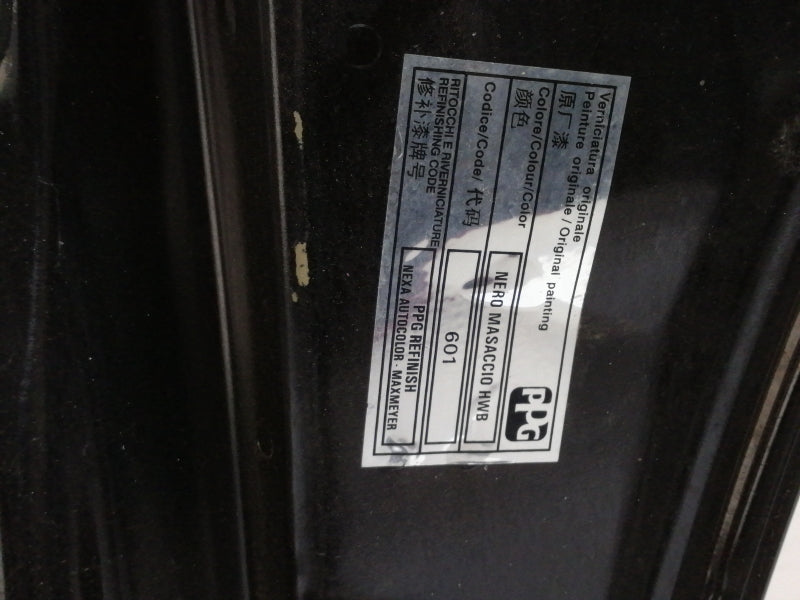 Verniciatura originale
Peinture originale / Original painting
原厂漆
PPG
Colore/Colour/Color
颜色
NERO MASACCIO HWB
Codice/Code/ 代码
601
RITOCCHI E RIVERNICIATURE
REFINISHING CODE
修补漆牌号
PPG REFINISH
NEXA AUTOCOLOR - MAXMEYER